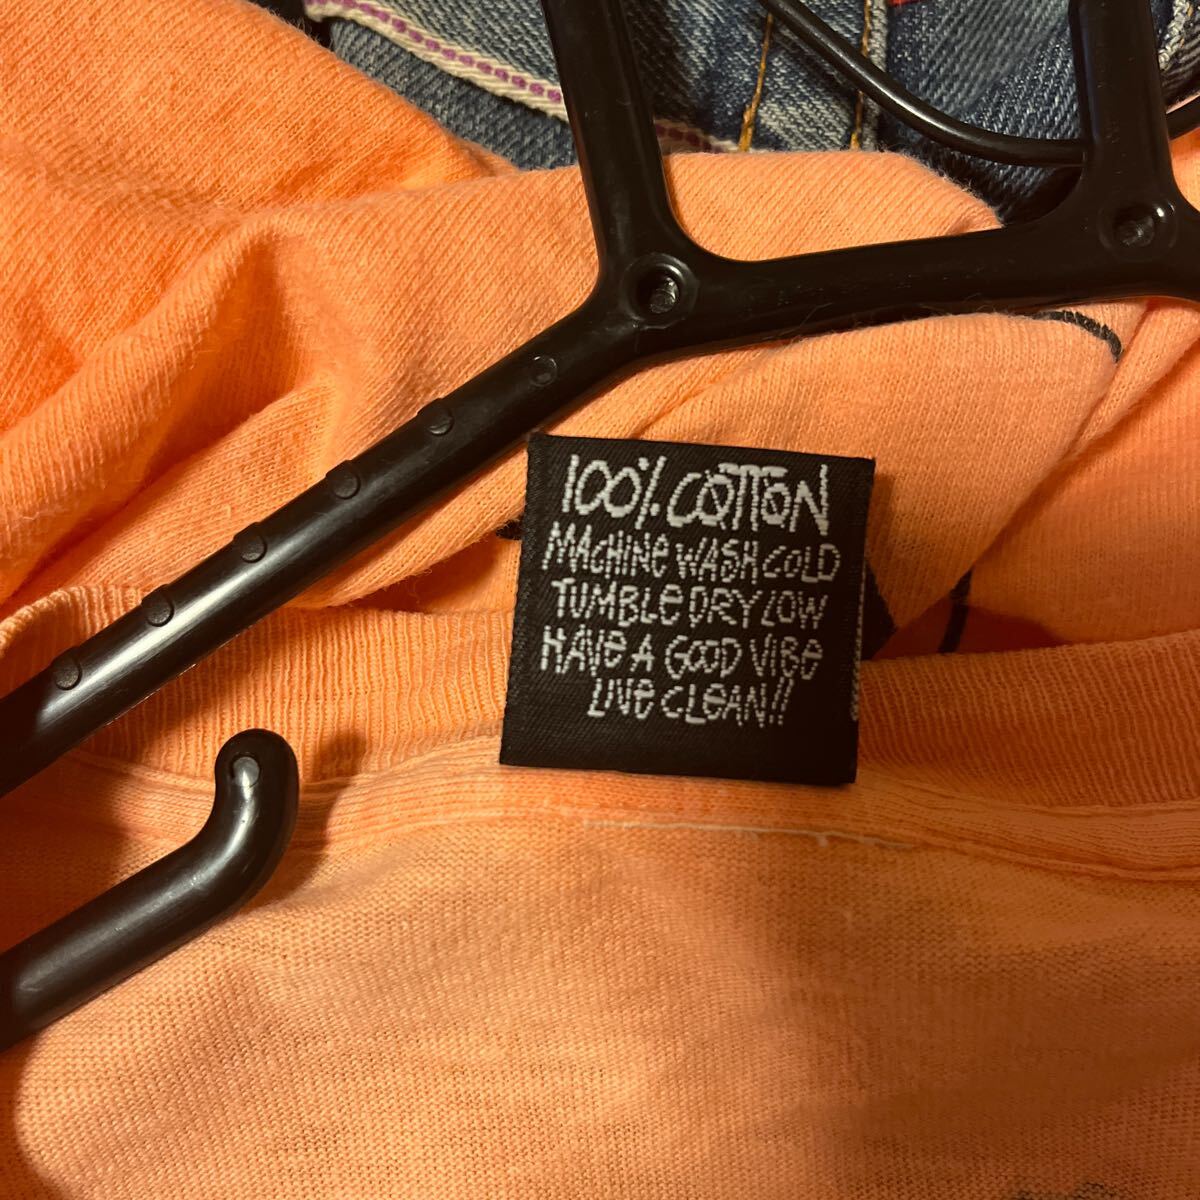 100% COTTON
MACHINE WASH COLD
TUMBLE DRY LOW
HAVE A GOOD VIBE
LIVE CLEAN!!